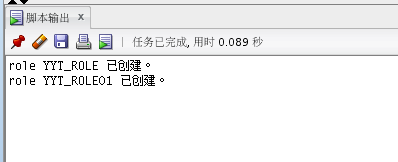 脚本输出 x
任务已完成, 用时 0.089 秒
role YYT_ROLE 已创建。
role YYT_ROLE01 已创建。